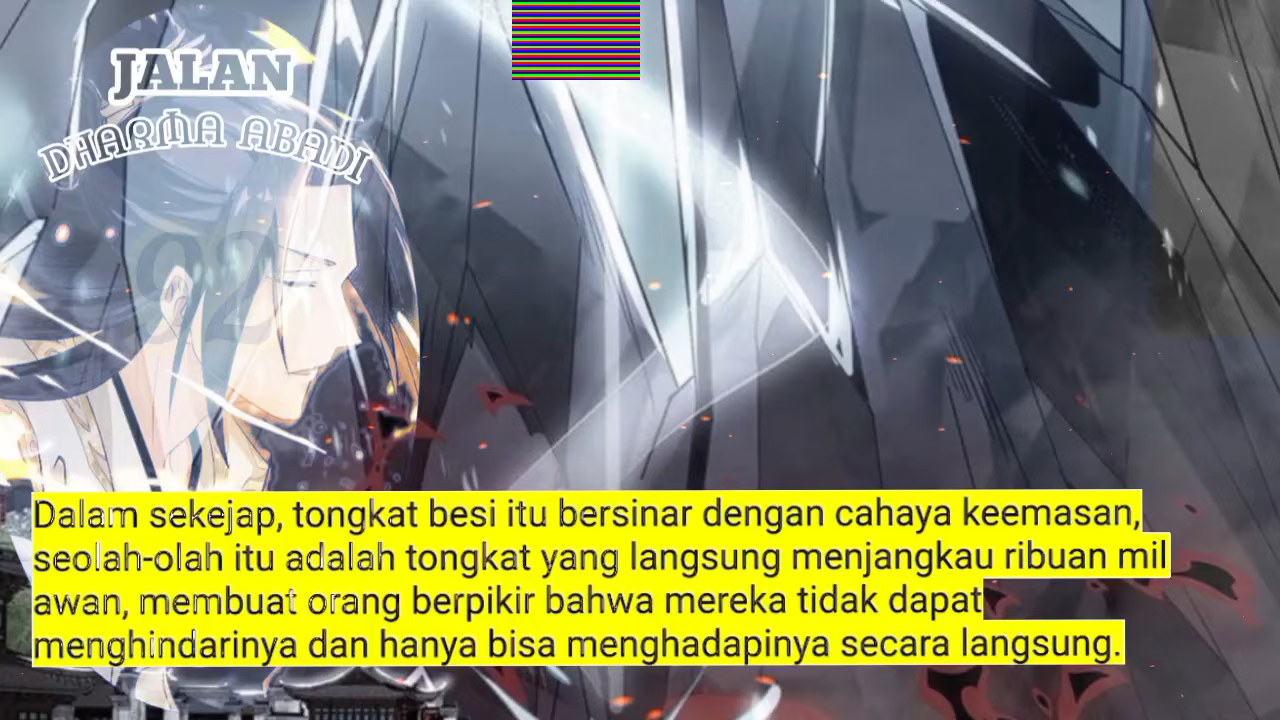 JALAN
DHARMA ABADI
92
Dalam sekejap, tongkat besi itu bersinar dengan cahaya keemasan,
seolah-olah itu adalah tongkat yang langsung menjangkau ribuan mil
awan, membuat orang berpikir bahwa mereka tidak dapat
menghindarinya dan hanya bisa menghadapinya secara langsung.